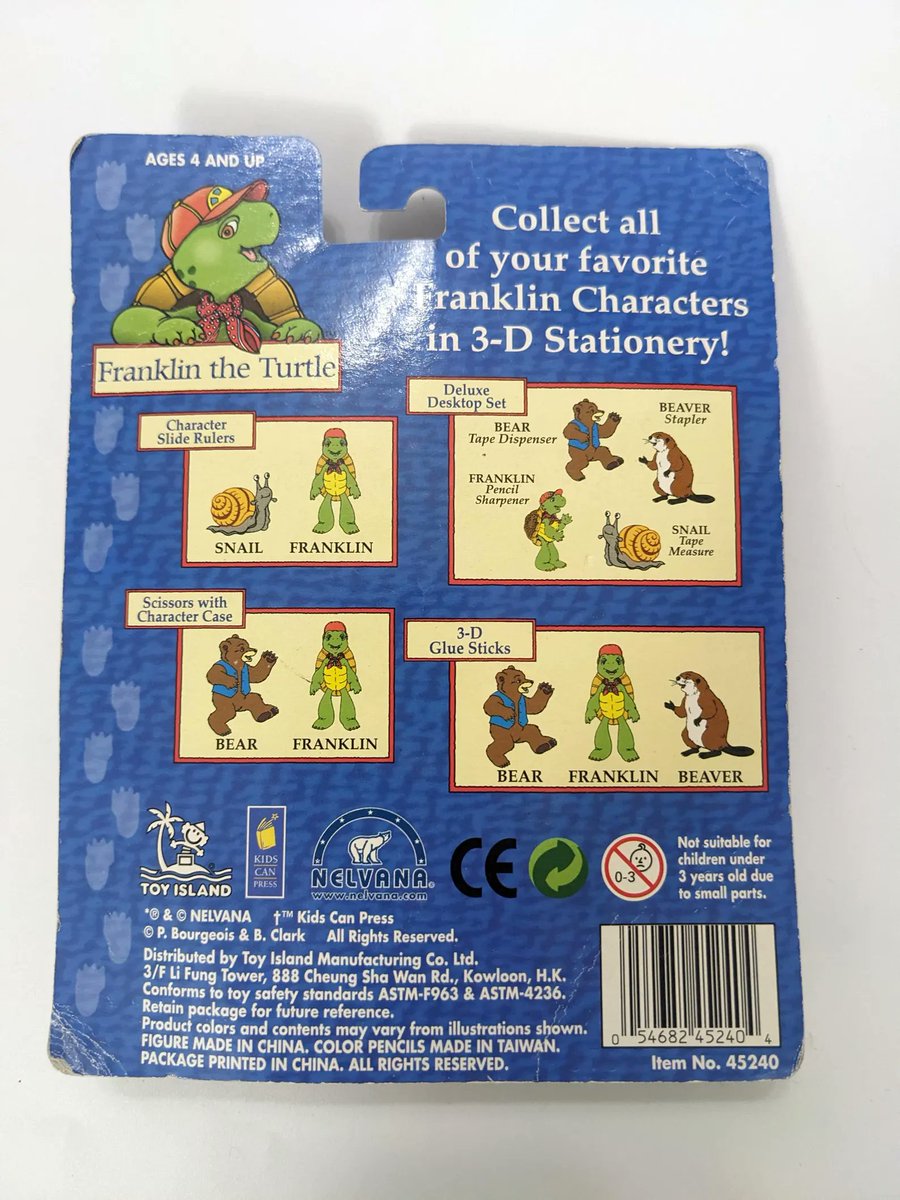 AGES 4 AND UP
Franklin the Turtle
Collect all
of your favorite
Franklin Characters
in 3-D Stationery!
Character
Slide Rulers
SNAIL FRANKLIN
Deluxe
Desktop Set
BEAR
Tape Dispenser
BEAVER
Stapler
FRANKLIN
Pencil
Sharpener
SNAIL
Tape
Measure
Scissors with
Character Case
BEAR FRANKLIN
3-D
Glue Sticks
BEAR FRANKLIN BEAVER
TOY ISLAND®
KIDS
CAN
PRESS
NELVANA®
www.nelvana.com
CE
0-3
Not suitable for
children under
3 years old due
to small parts.
*® & © NELVANA †™ Kids Can Press
© P. Bourgeois & B. Clark All Rights Reserved.
Distributed by Toy Island Manufacturing Co. Ltd.
3/F Li Fung Tower, 888 Cheung Sha Wan Rd., Kowloon, H.K.
Conforms to toy safety standards ASTM-F963 & ASTM-4236.
Retain package for future reference.
Product colors and contents may vary from illustrations shown.
FIGURE MADE IN CHINA. COLOR PENCILS MADE IN TAIWAN.
PACKAGE PRINTED IN CHINA. ALL RIGHTS RESERVED.
0 54682 45240 4
Item No. 45240